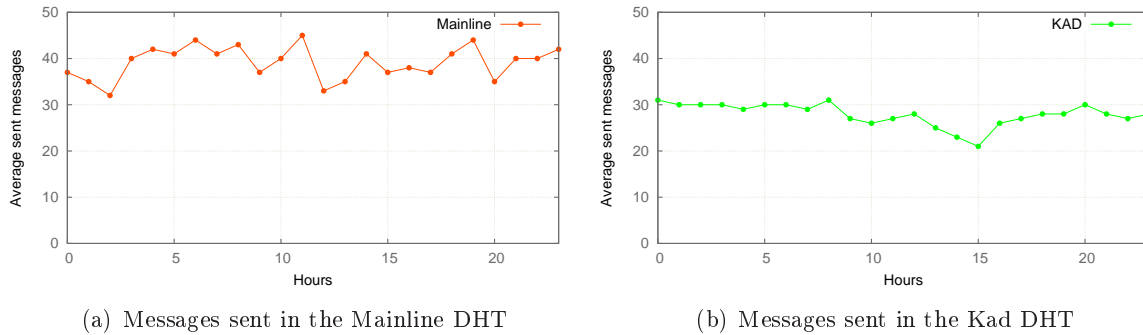 Mainline
Average sent messages
50
40
30
20
10
0
0 5 10 15 20
Hours
(a) Messages sent in the Mainline DHT
KAD
Average sent messages
50
40
30
20
10
0
0 5 10 15 20
Hours
(b) Messages sent in the Kad DHT